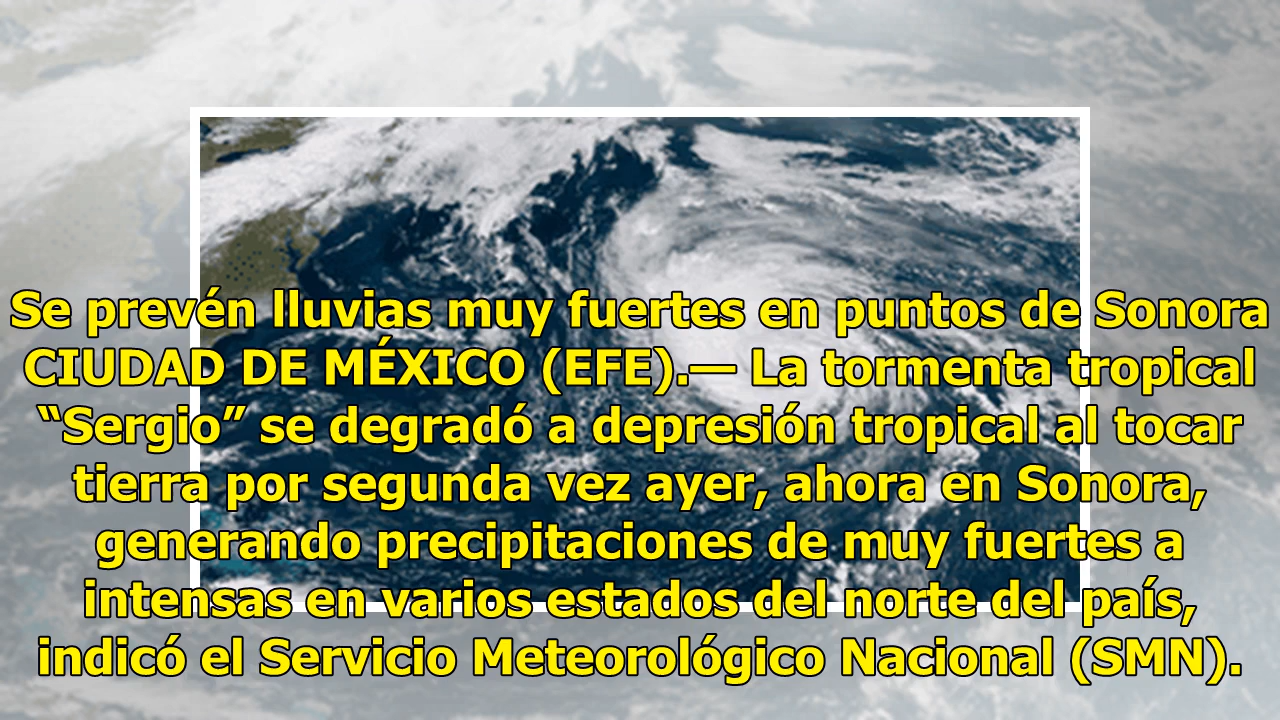 Se prevén lluvias muy fuertes en puntos de Sonora
CIUDAD DE MÉXICO (EFE).— La tormenta tropical
“Sergio” se degradó a depresión tropical al tocar
tierra por segunda vez ayer, ahora en Sonora,
generando precipitaciones de muy fuertes a
intensas en varios estados del norte del país,
indicó el Servicio Meteorológico Nacional (SMN).